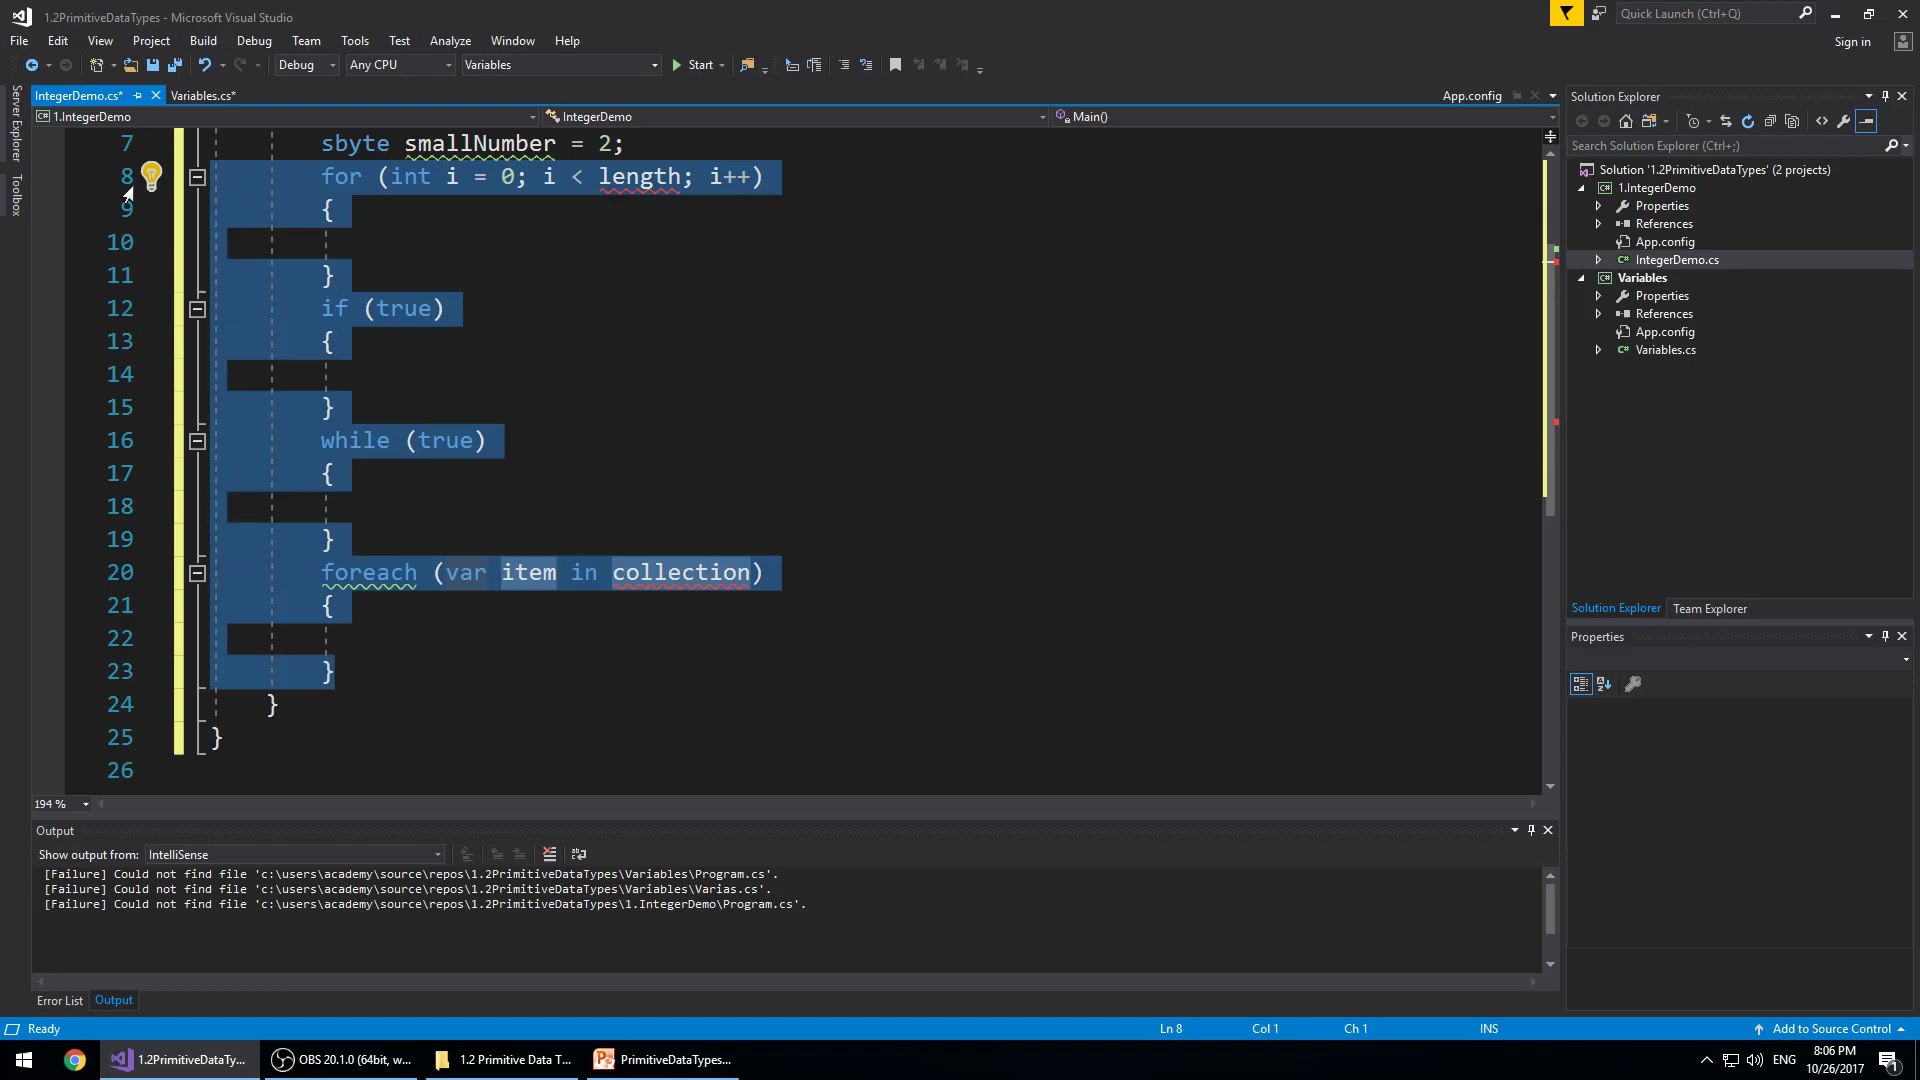 1.2PrimitiveDataTypes - Microsoft Visual Studio
Quick Launch (Ctrl+Q)
File Edit View Project Build Debug Team Tools Test Analyze Window Help
Sign in
Debug Any CPU Variables Start
IntegerDemo.cs* Variables.cs* App.config
1.IntegerDemo IntegerDemo Main()
Server Explorer
Toolbox
7 sbyte smallNumber = 2;
8 for (int i = 0; i < length; i++)
9 {
10
11 }
12 if (true)
13 {
14
15 }
16 while (true)
17 {
18
19 }
20 foreach (var item in collection)
21 {
22
23 }
24 }
25 }
26
194 %
Solution Explorer
Search Solution Explorer (Ctrl+;)
Solution '1.2PrimitiveDataTypes' (2 projects)
1.IntegerDemo
Properties
References
App.config
IntegerDemo.cs
Variables
Properties
References
App.config
Variables.cs
Solution Explorer Team Explorer
Properties
Output
Show output from: IntelliSense
[Failure] Could not find file 'c:\users\academy\source\repos\1.2PrimitiveDataTypes\Variables\Program.cs'.
[Failure] Could not find file 'c:\users\academy\source\repos\1.2PrimitiveDataTypes\Variables\Varias.cs'.
[Failure] Could not find file 'c:\users\academy\source\repos\1.2PrimitiveDataTypes\1.IntegerDemo\Program.cs'.
Error List Output
Ready Ln 8 Col 1 Ch 1 INS Add to Source Control
1.2PrimitiveDataTy... OBS 20.1.0 (64bit, w... 1.2 Primitive Data T... PrimitiveDataTypes... ENG 8:06 PM
10/26/2017
1